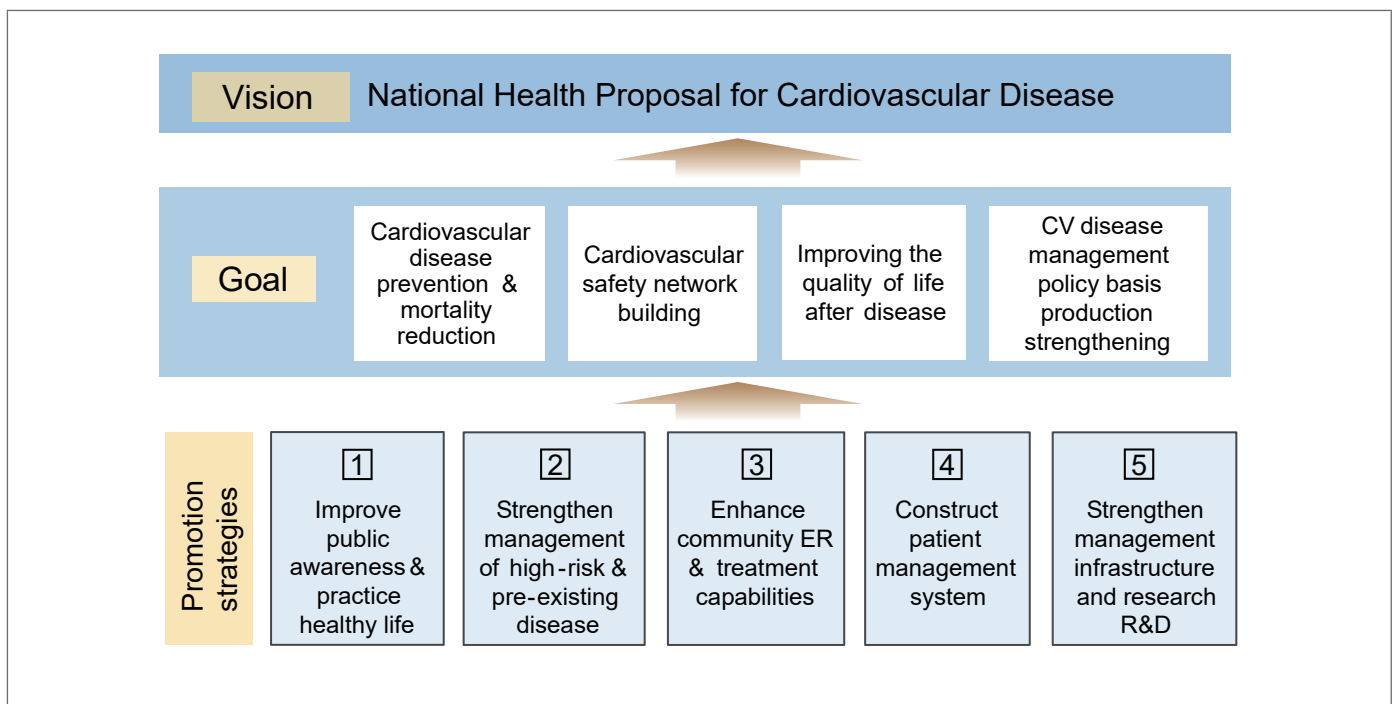 Vision
National Health Proposal for Cardiovascular Disease
Goal
Cardiovascular
disease
prevention & 
mortality
reduction
Cardiovascular
safety network
building
Improving the
quality of life
after disease
CV disease
management
policy basis
production
strengthening
Promotion
strategies
1
Improve
public
awareness &
practice
healthy life
2
Strengthen
management
of high-risk &
pre-existing
disease
3
Enhance
community ER
& treatment
capabilities
4
Construct
patient
management
system
5
Strengthen
management
infrastructure
and research
R&D